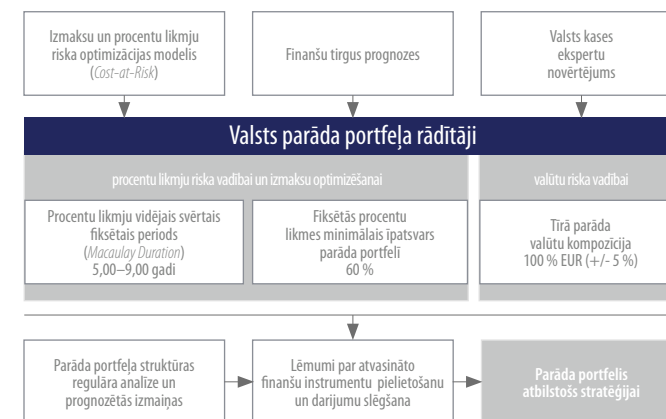 Izmaksu un procentu likmju
riska optimizācijas modelis
(Cost-at-Risk)
Finanšu tirgus prognozes
Valsts kases
ekspertu
novērtējums
Valsts parāda portfeļa rādītāji
procentu likmju riska vadībai un izmaksu optimizēšanai
valūtu riska vadībai
Procentu likmju vidējais svērtais
fiksētais periods
(Macaulay Duration)
5,00–9,00 gadi
Fiksētās procentu
likmes minimālais īpatsvars
parāda portfelī
60 %
Tīrā parāda
valūtu kompozīcija
100 % EUR (+/- 5 %)
Parāda portfeļa struktūras
regulāra analīze un
prognozētās izmaiņas
Lēmumi par atvasināto
finanšu instrumentu pielietošanu
un darījumu slēgšana
Parāda portfelis
atbilstošs stratēģijai